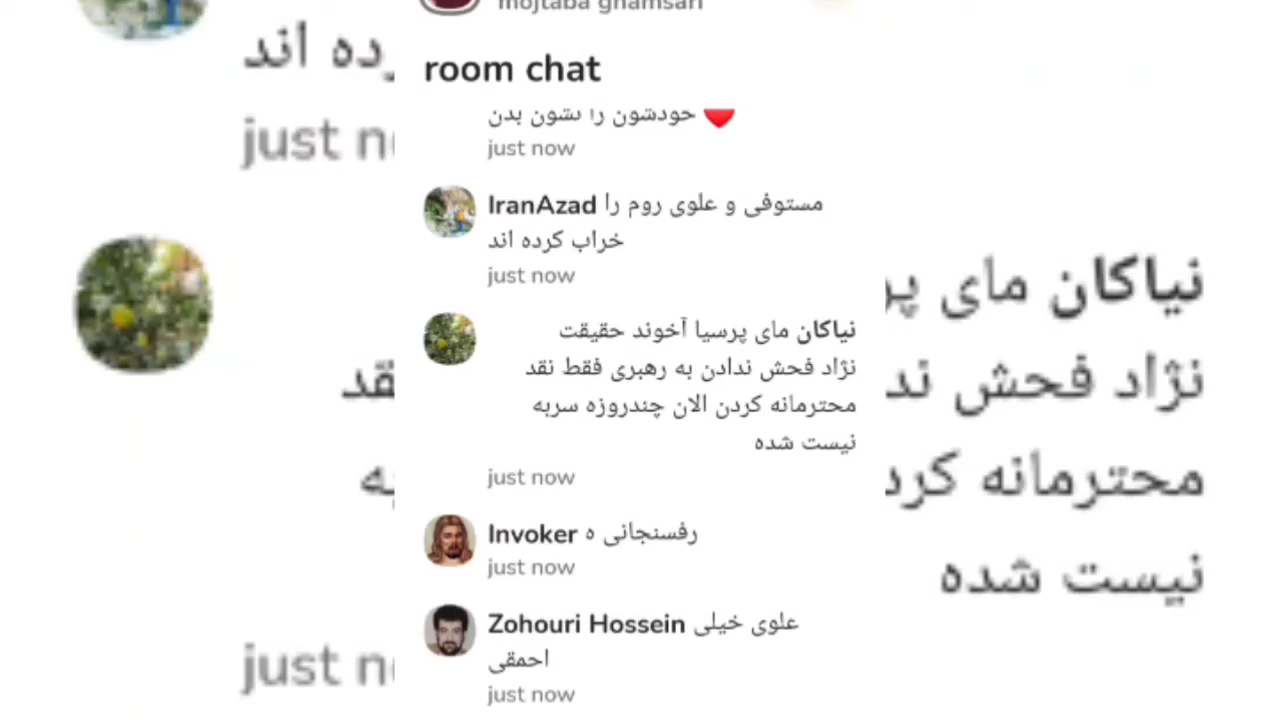 mojtaba ghamsari
room chat
خودشون را نشون بدن ❤️
just now
IranAzad مستوفی و علوی روم را
خراب کرده اند
just now
نیاکان مای پرسیا آخوند حقیقت
نژاد فحش ندادن به رهبری فقط نقد
محترمانه کردن الان چندروزه سربه
نیست شده
just now
Invoker رفسنجانی ه
just now
Zohouri Hossein علوی خیلی
احمقی
just now